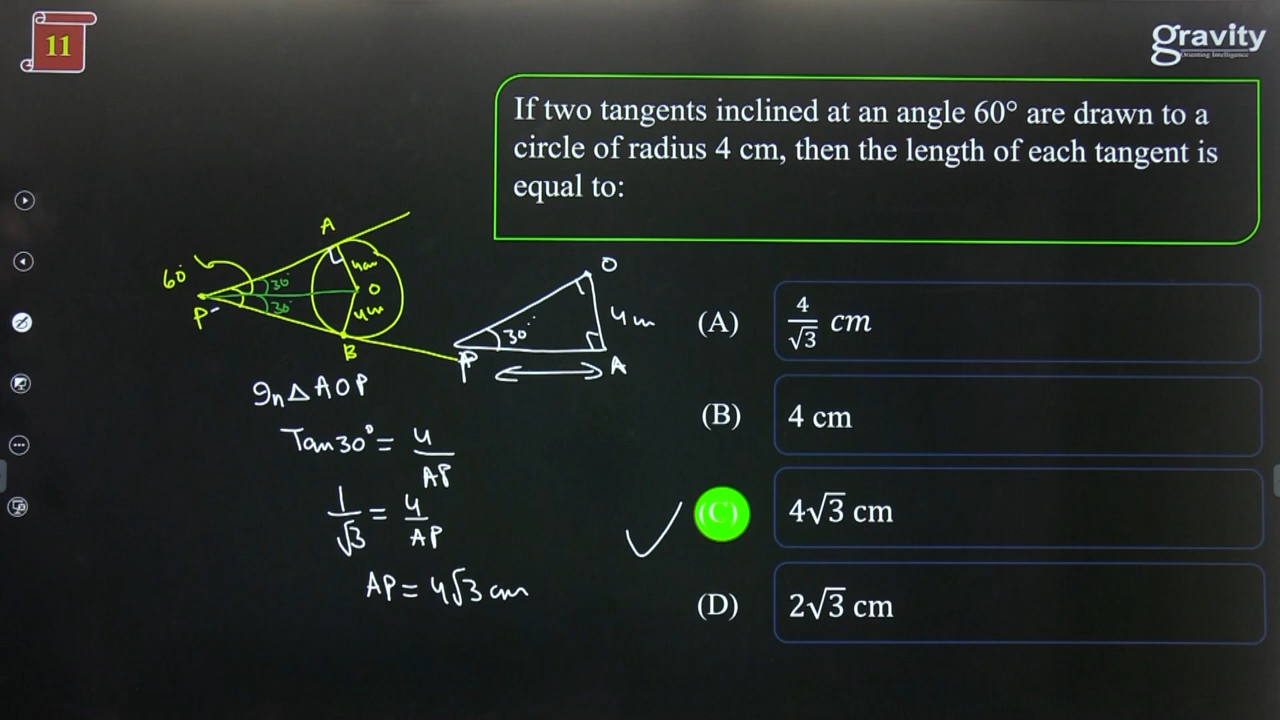 11
gravity
Orienting Intelligence
If two tangents inclined at an angle 60° are drawn to a
circle of radius 4 cm, then the length of each tangent is
equal to:
A
60°
30°
30°
4cm
4cm
O
P
B
O
30°
4cm
P
A
In △ AOP
Tan30° = 4/AP
1/√3 = 4/AP
AP = 4√3 cm
(A) 4/√3 cm
(B) 4 cm
(C) 4√3 cm
(D) 2√3 cm